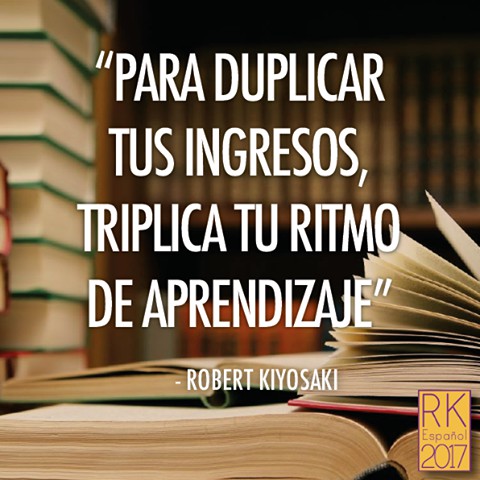 “PARA DUPLICAR
TUS INGRESOS,
TRIPLICA TU RITMO
DE APRENDIZAJE”
- ROBERT KIYOSAKI
RK
Español
2017